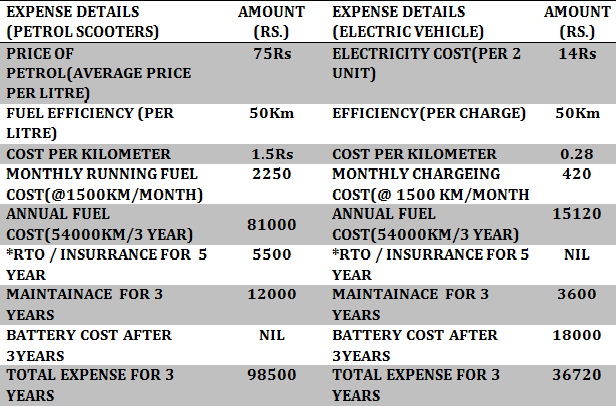 EXPENSE DETAILS AMOUNT EXPENSE DETAILS AMOUNT
(PETROL SCOOTERS) (RS.) (ELECTRIC VEHICLE) (RS.)
PRICE OF 75Rs ELECTRICITY COST(PER 2 14Rs
PETROL(AVERAGE PRICE UNIT)
PER LITRE)
FUEL EFFICIENCY (PER 50Km EFFICIENCY(PER CHARGE) 50Km
LITRE)
COST PER KILOMETER 1.5Rs COST PER KILOMETER 0.28
MONTHLY RUNNING FUEL 2250 MONTHLY CHARGEING 420
COST(@1500KM/MONTH) COST(@ 1500 KM/MONTH
ANNUAL FUEL 81000 ANNUAL FUEL 15120
COST(54000KM/3 YEAR) COST(54000KM/3 YEAR)
*RTO / INSURRANCE FOR 5 5500 *RTO / INSURRANCE FOR 5 NIL
YEAR YEAR
MAINTAINACE FOR 3 12000 MAINTAINACE FOR 3 3600
YEARS YEARS
BATTERY COST AFTER NIL BATTERY COST AFTER 18000
3YEARS 3YEARS
TOTAL EXPENSE FOR 3 98500 TOTAL EXPENSE FOR 3 36720
YEARS YEARS